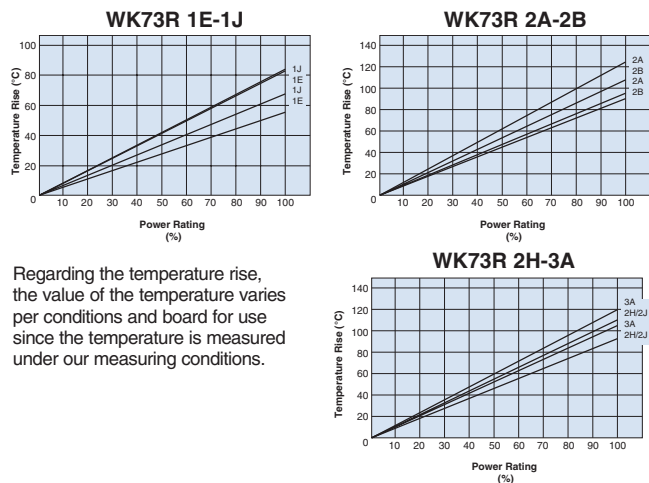 WK73R 1E-1J
Temperature Rise (°C)
100
80
60
40
20
0
10 20 30 40 50 60 70 80 90 100
1J
1E
1J
1E
Power Rating
(%)
WK73R 2A-2B
Temperature Rise (°C)
140
120
100
80
60
40
20
0
10 20 30 40 50 60 70 80 90 100
2A
2B
2A
2B
Power Rating
(%)
Regarding the temperature rise,
the value of the temperature varies
per conditions and board for use
since the temperature is measured
under our measuring conditions.
WK73R 2H-3A
Temperature Rise (°C)
140
120
100
80
60
40
20
0
10 20 30 40 50 60 70 80 90 100
3A
2H/2J
3A
2H/2J
Power Rating
(%)